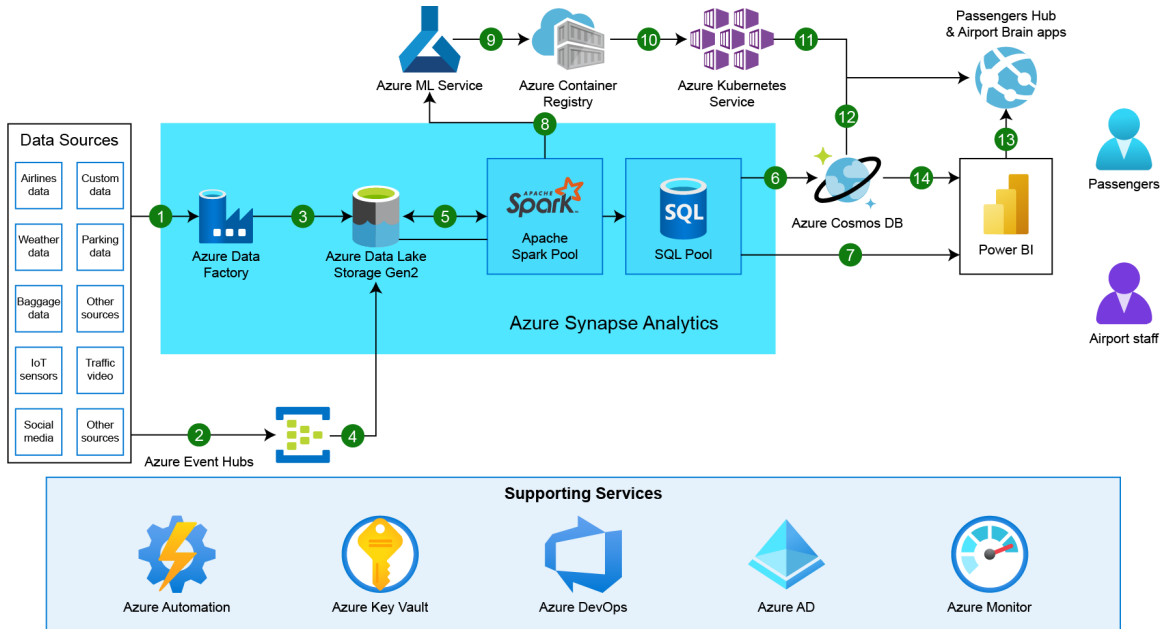 Passengers Hub
& Airport Brain apps
9
10
11
Azure ML Service
Azure Container
Registry
Azure Kubernetes
Service
8
12
13
Data Sources
Airlines
data
Custom
data
Weather
data
Parking
data
Baggage
data
Other
sources
IoT
sensors
Traffic
video
Social
media
Other
sources
1
Azure Data
Factory
3
Azure Data Lake
Storage Gen2
5
APACHE
Spark
Apache
Spark Pool
SQL
SQL Pool
6
Azure Cosmos DB
14
Power BI
7
Azure Synapse Analytics
Passengers
Airport staff
2
4
Azure Event Hubs
Supporting Services
Azure Automation
Azure Key Vault
Azure DevOps
Azure AD
Azure Monitor